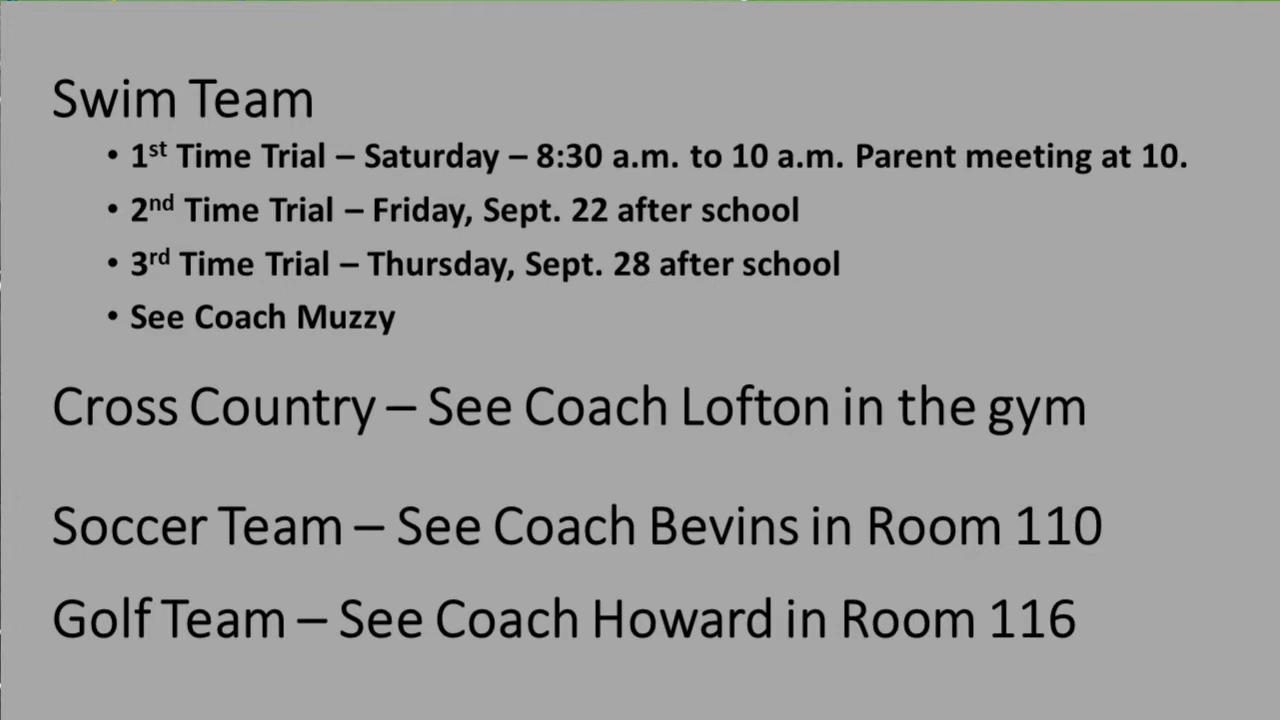 Swim Team
• 1st Time Trial – Saturday – 8:30 a.m. to 10 a.m. Parent meeting at 10.
• 2nd Time Trial – Friday, Sept. 22 after school
• 3rd Time Trial – Thursday, Sept. 28 after school
• See Coach Muzzy
Cross Country – See Coach Lofton in the gym
Soccer Team – See Coach Bevins in Room 110
Golf Team – See Coach Howard in Room 116